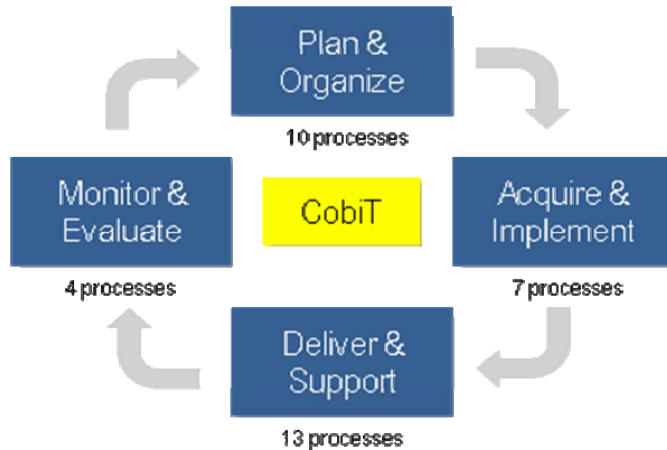 Plan &
Organize
10 processes
Monitor &
Evaluate
4 processes
CobiT
Acquire &
Implement
7 processes
Deliver &
Support
13 processes